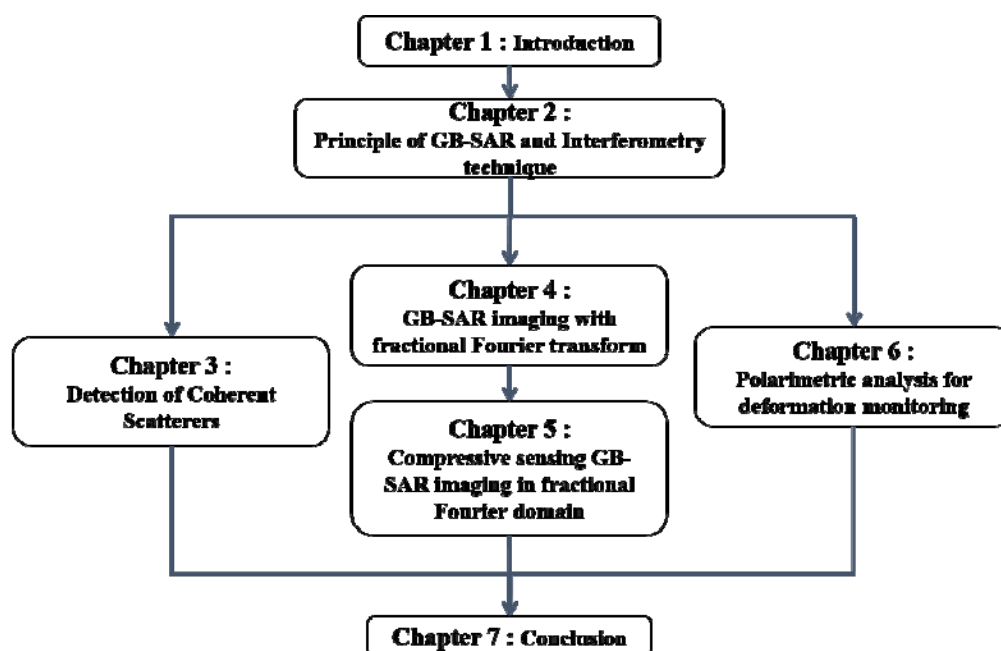 Chapter 1 : Introduction
Chapter 2 :
Principle of GB-SAR and Interferometry
technique
Chapter 3 :
Detection of Coherent
Scatterers
Chapter 4 :
GB-SAR imaging with
fractional Fourier transform
Chapter 5 :
Compressive sensing GB-
SAR imaging in fractional
Fourier domain
Chapter 6 :
Polarimetric analysis for
deformation monitoring
Chapter 7 : Conclusion